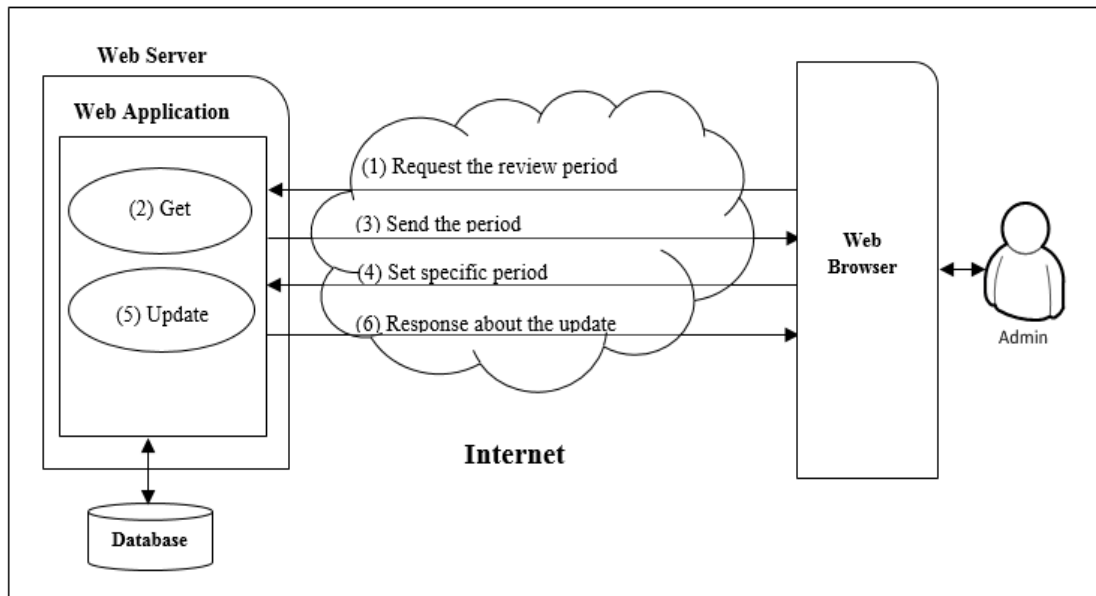 Web Server
Web Application
(1) Request the review period
(2) Get
(3) Send the period
(4) Set specific period
(5) Update
(6) Response about the update
Web
Browser
Admin
Internet
Database